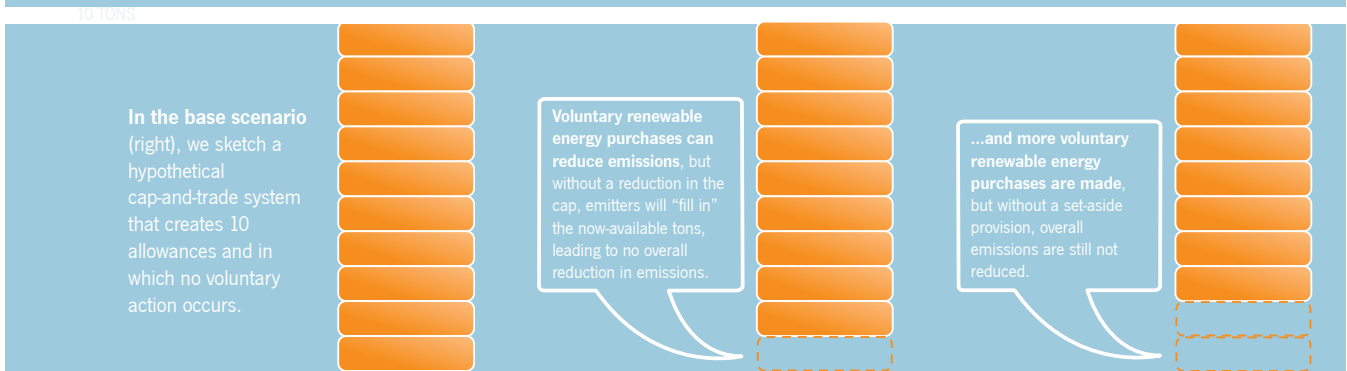 10 TONS
In the base scenario
(right), we sketch a
hypothetical
cap-and-trade system
that creates 10
allowances and in
which no voluntary
action occurs.
Voluntary renewable
energy purchases can
reduce emissions, but
without a reduction in the
cap, emitters will “fill in”
the now-available tons,
leading to no overall
reduction in emissions.
...and more voluntary
renewable energy
purchases are made,
but without a set-aside
provision, overall
emissions are still not
reduced.